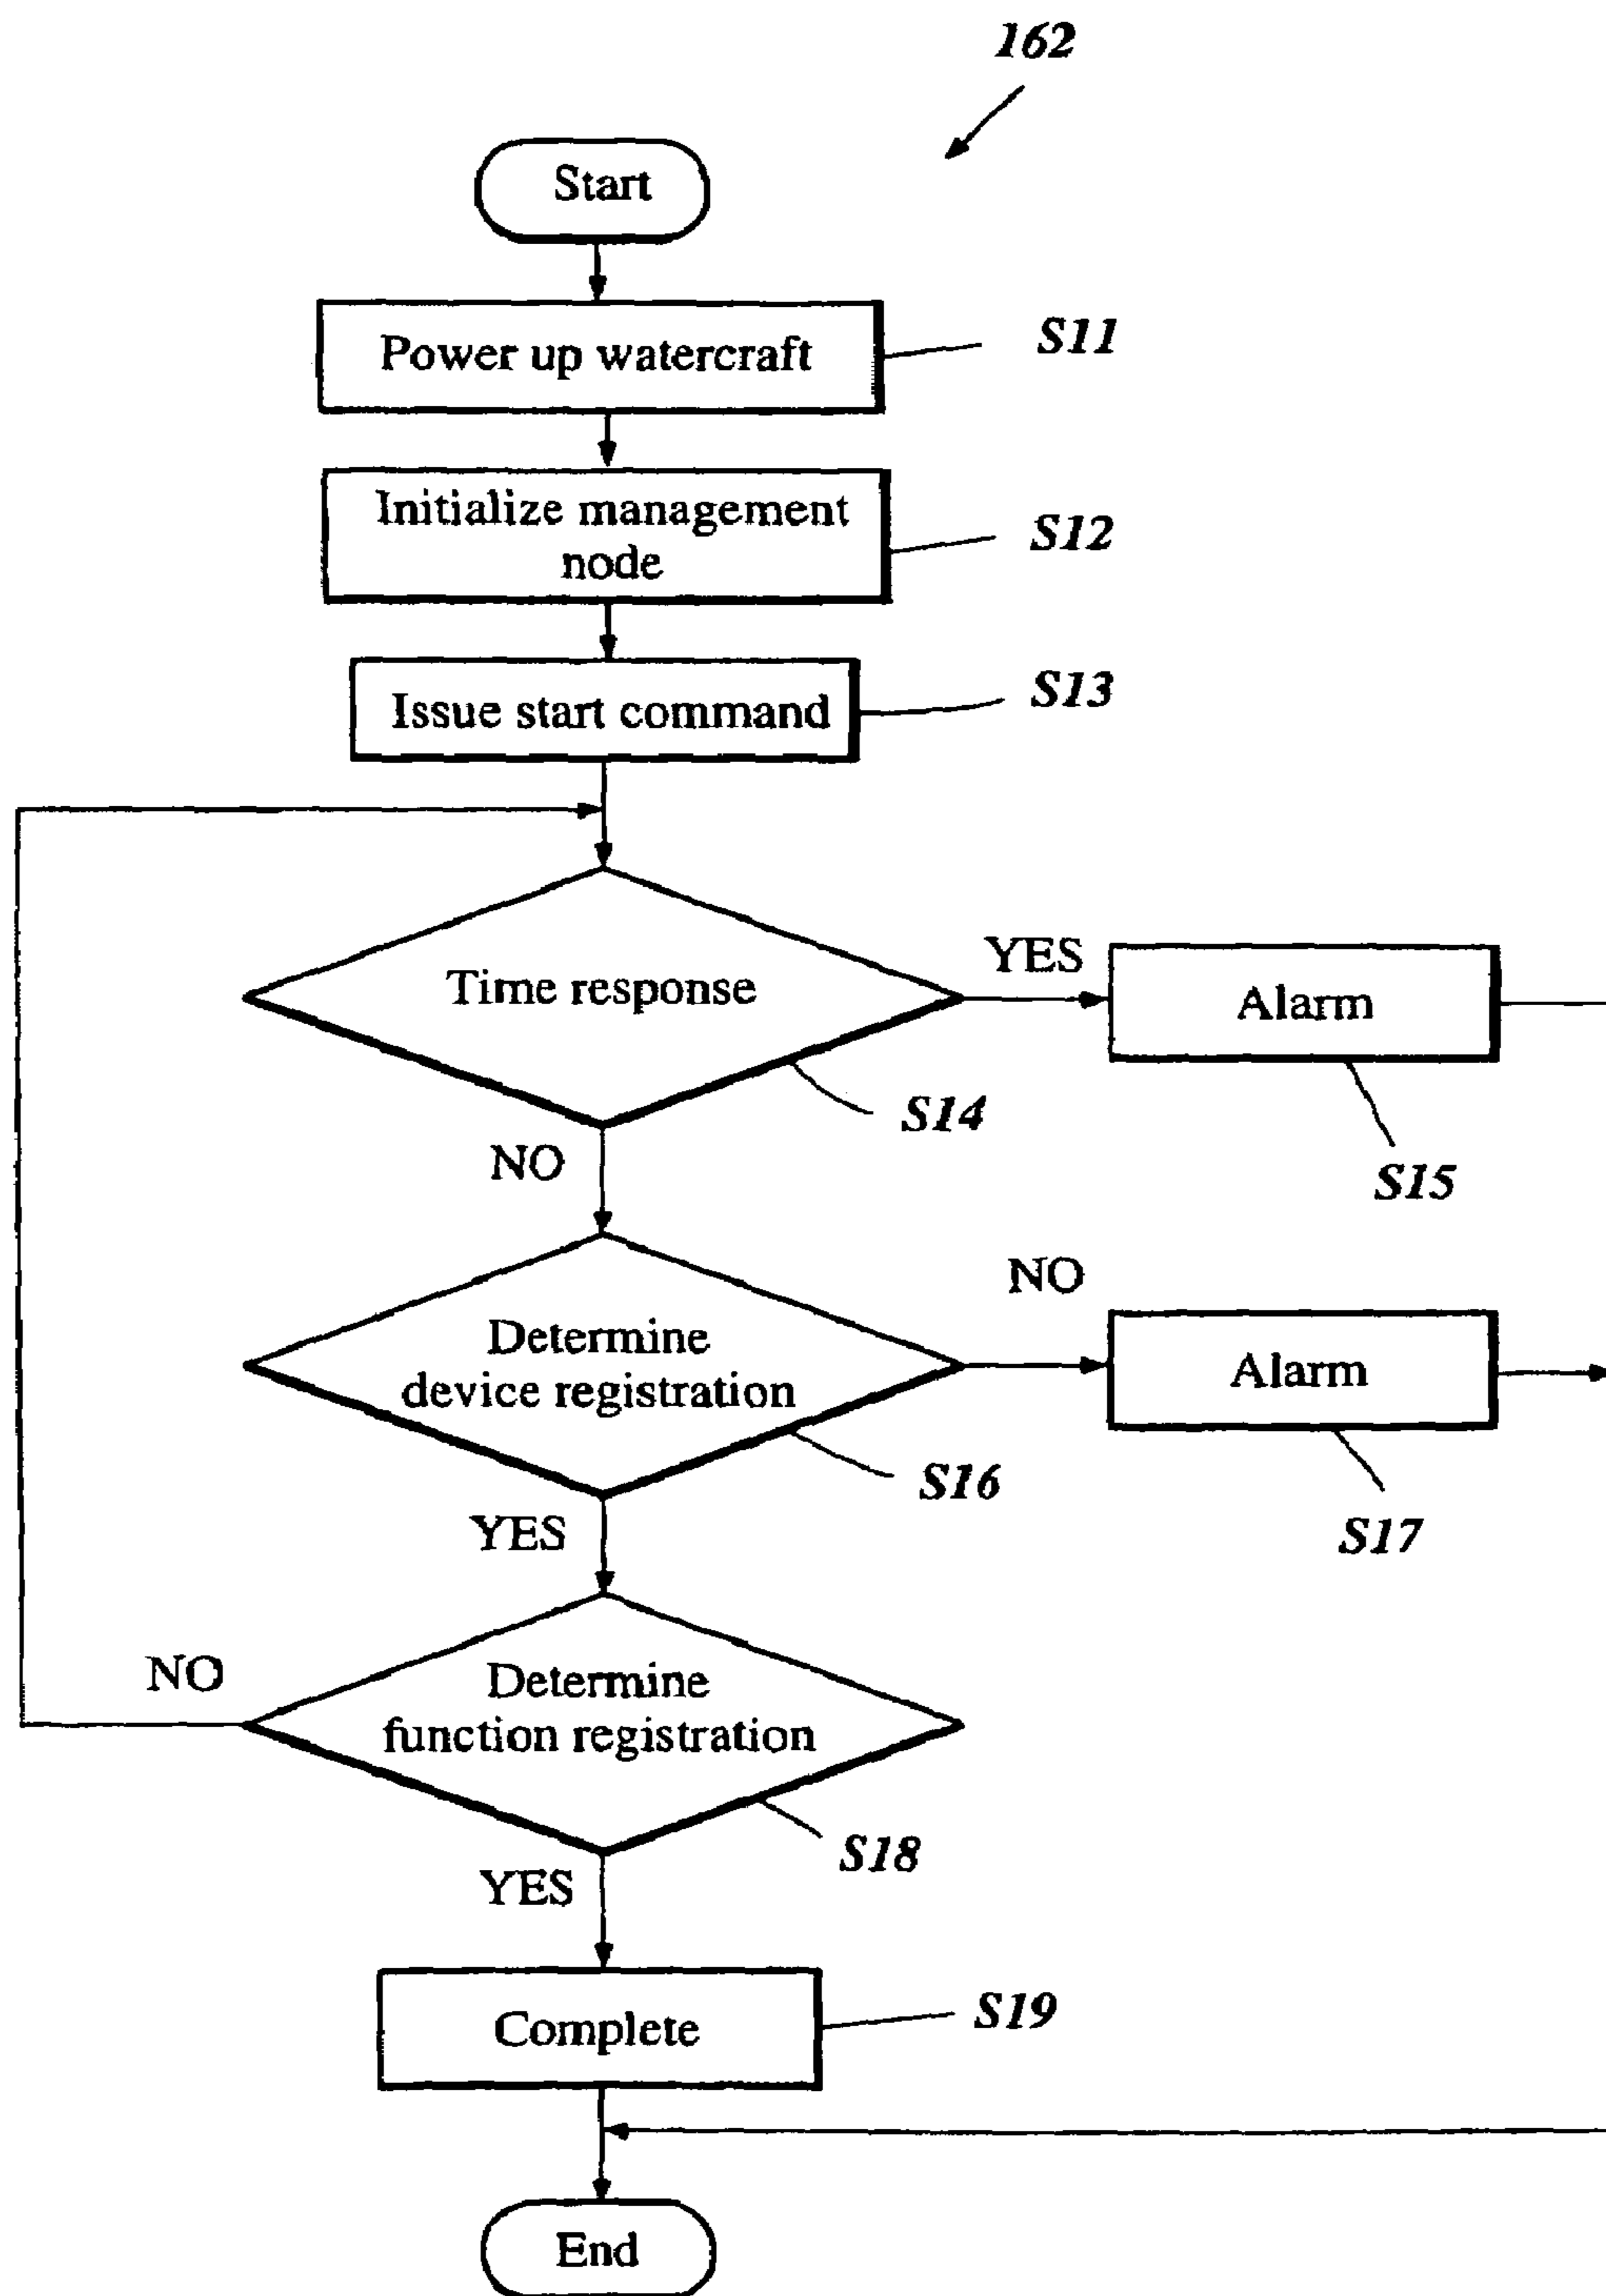 162
Start
Power up watercraft
S11
Initialize management
node
S12
Issue start command
S13
Time response
YES
Alarm
S14
S15
NO
Determine
device registration
NO
Alarm
S16
S17
YES
Determine
function registration
NO
S18
YES
Complete
S19
End